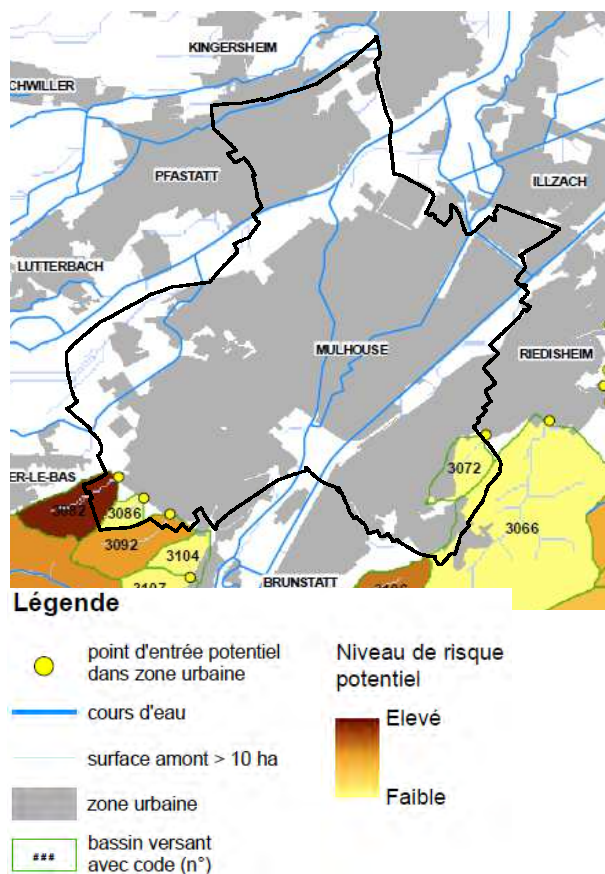 KINGERSHEIM
CHWILLER
PFASTATT
ILLZACH
LUTTERBACH
MULHOUSE
RIEDISHEIM
ER-LE-BAS
3072
3082
3086
3066
3092
3104
BRUNSTATT
Légende
point d'entrée potentiel
dans zone urbaine
cours d'eau
surface amont > 10 ha
zone urbaine
###
bassin versant
avec code (n°)
Niveau de risque
potentiel
Elevé
Faible